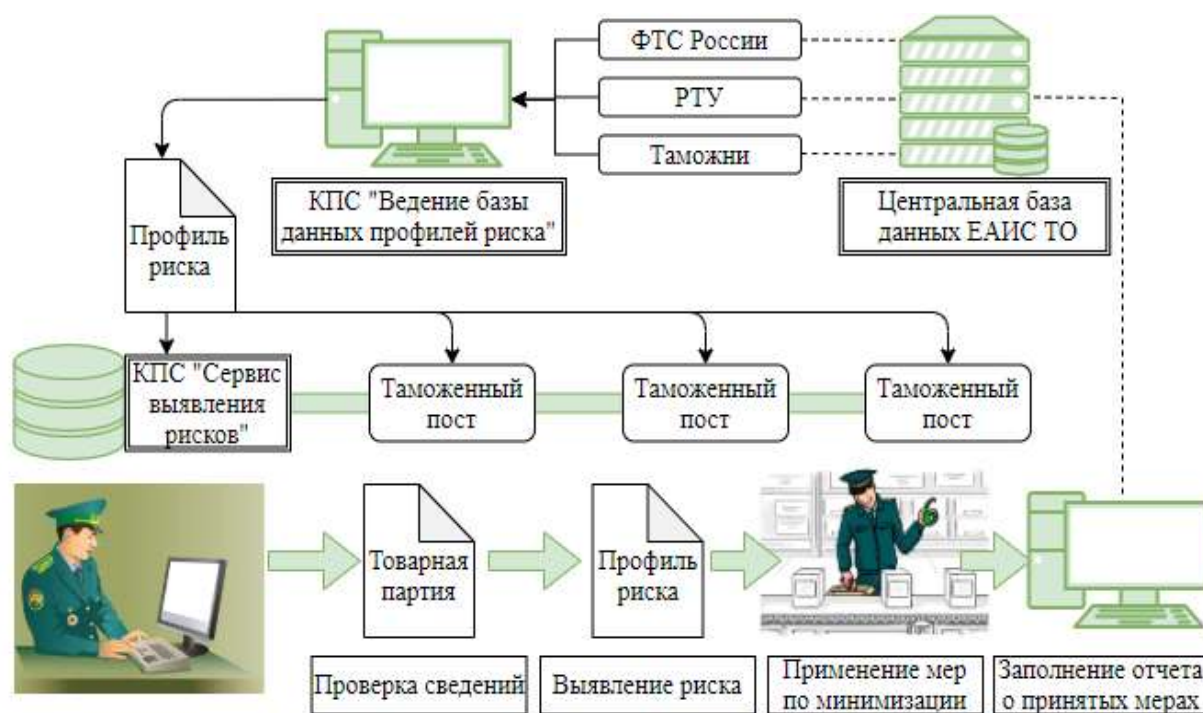 ФТС России
РТУ
Таможни
КПС "Ведение базы
данных профилей риска"
Центральная база
данных ЕАИС ТО
Профиль
риска
КПС "Сервис
выявления
рисков"
Таможенный
пост
Таможенный
пост
Таможенный
пост
Товарная
партия
Профиль
риска
Проверка сведений
Выявление риска
Применение мер
по минимизации
Заполнение отчета
о принятых мерах